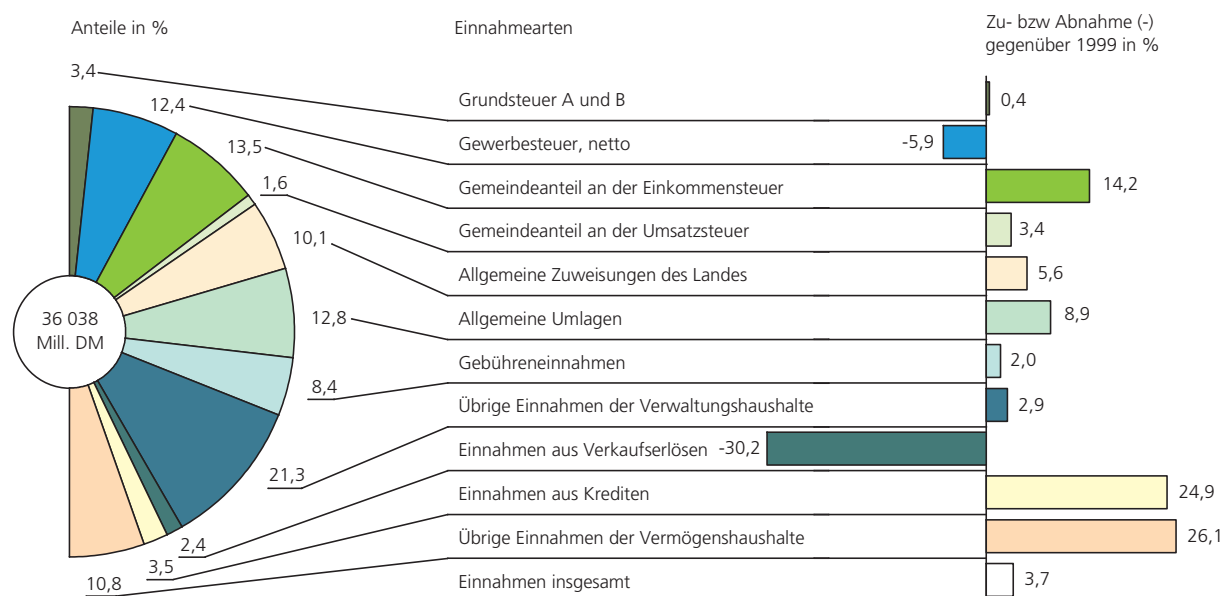 Anteile in %
Einnahmearten
Zu- bzw Abnahme (-)
gegenüber 1999 in %
3,4
Grundsteuer A und B
0,4
12,4
Gewerbesteuer, netto
-5,9
13,5
Gemeindeanteil an der Einkommensteuer
14,2
1,6
Gemeindeanteil an der Umsatzsteuer
3,4
10,1
Allgemeine Zuweisungen des Landes
5,6
36 038
Mill. DM
12,8
Allgemeine Umlagen
8,9
8,4
Gebühreneinnahmen
2,0
21,3
Übrige Einnahmen der Verwaltungshaushalte
2,9
2,4
Einnahmen aus Verkaufserlösen
-30,2
3,5
Einnahmen aus Krediten
24,9
10,8
Übrige Einnahmen der Vermögenshaushalte
26,1
Einnahmen insgesamt
3,7